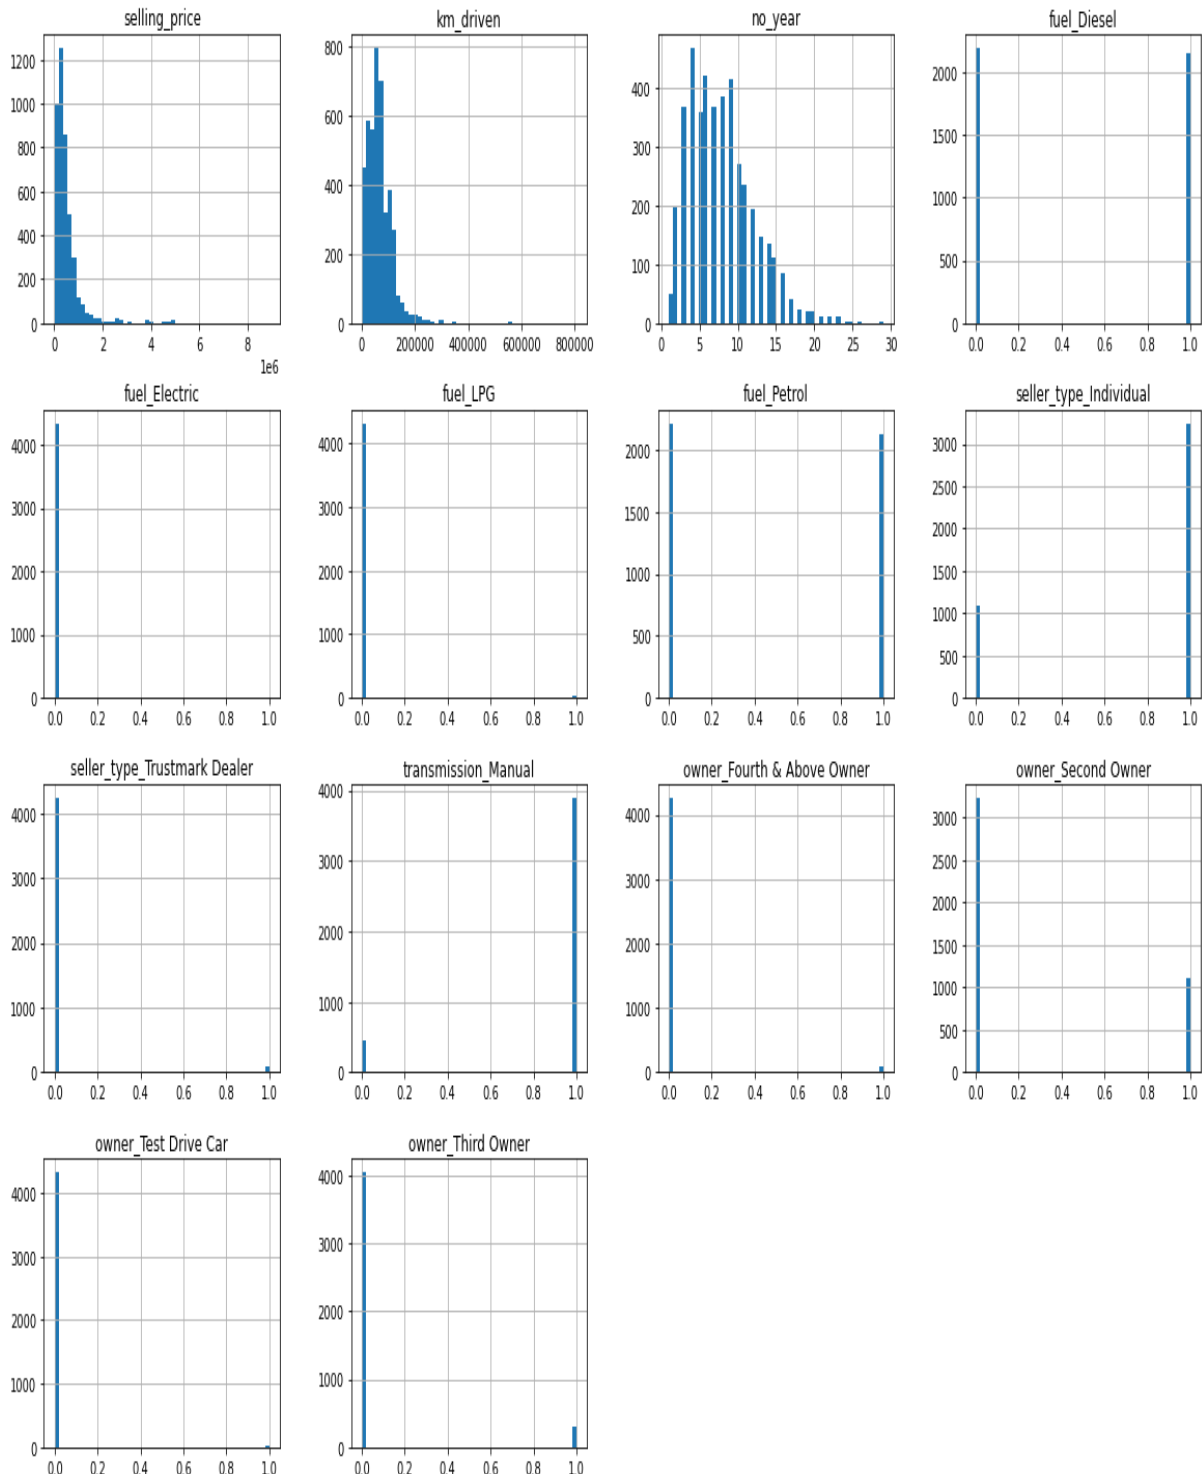 selling_price
km_driven
no_year
fuel_Diesel
1200
1000
800
600
400
200
0
0 2 4 6 8
1e6
800
600
400
200
0
0 200000 400000 600000 800000
400
300
200
100
0
0 5 10 15 20 25 30
2000
1500
1000
500
0
0.0 0.2 0.4 0.6 0.8 1.0
fuel_Electric
fuel_LPG
fuel_Petrol
seller_type_Individual
4000
3000
2000
1000
0
0.0 0.2 0.4 0.6 0.8 1.0
4000
3000
2000
1000
0
0.0 0.2 0.4 0.6 0.8 1.0
2000
1500
1000
500
0
0.0 0.2 0.4 0.6 0.8 1.0
3000
2500
2000
1500
1000
500
0
0.0 0.2 0.4 0.6 0.8 1.0
seller_type_Trustmark Dealer
transmission_Manual
owner_Fourth & Above Owner
owner_Second Owner
4000
3000
2000
1000
0
0.0 0.2 0.4 0.6 0.8 1.0
4000
3000
2000
1000
0
0.0 0.2 0.4 0.6 0.8 1.0
4000
3000
2000
1000
0
0.0 0.2 0.4 0.6 0.8 1.0
3000
2500
2000
1500
1000
500
0
0.0 0.2 0.4 0.6 0.8 1.0
owner_Test Drive Car
owner_Third Owner
4000
3000
2000
1000
0
0.0 0.2 0.4 0.6 0.8 1.0
4000
3000
2000
1000
0
0.0 0.2 0.4 0.6 0.8 1.0